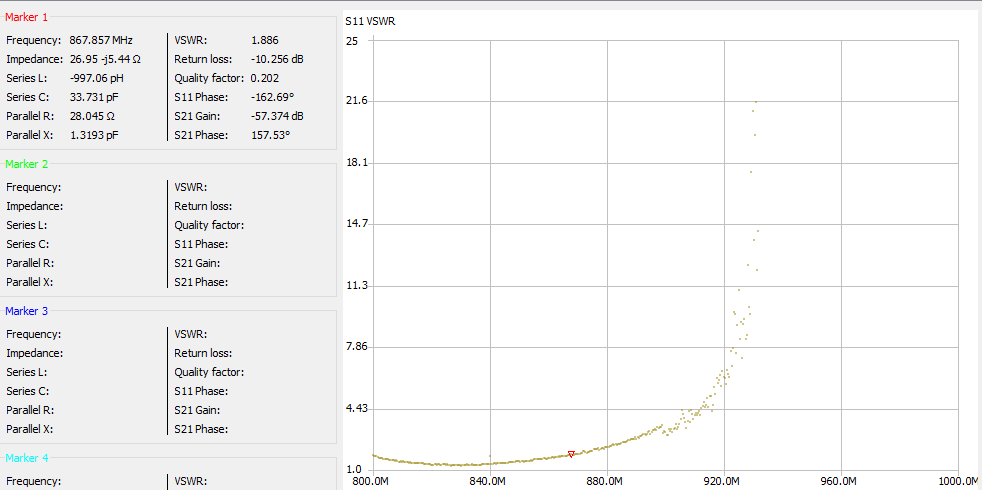 Marker 1
Frequency: 867.857 MHz VSWR: 1.886
Impedance: 26.95 -j5.44 Ω Return loss: -10.256 dB
Series L: -997.06 pH Quality factor: 0.202
Series C: 33.731 pF S11 Phase: -162.69°
Parallel R: 28.045 Ω S21 Gain: -57.374 dB
Parallel X: 1.3193 pF S21 Phase: 157.53°
Marker 2
Frequency: VSWR:
Impedance: Return loss:
Series L: Quality factor:
Series C: S11 Phase:
Parallel R: S21 Gain:
Parallel X: S21 Phase:
Marker 3
Frequency: VSWR:
Impedance: Return loss:
Series L: Quality factor:
Series C: S11 Phase:
Parallel R: S21 Gain:
Parallel X: S21 Phase:
Marker 4
Frequency: VSWR:
S11 VSWR
25
21.6
18.1
14.7
11.3
7.86
4.43
1.0
800.0M 840.0M 880.0M 920.0M 960.0M 1000.0M